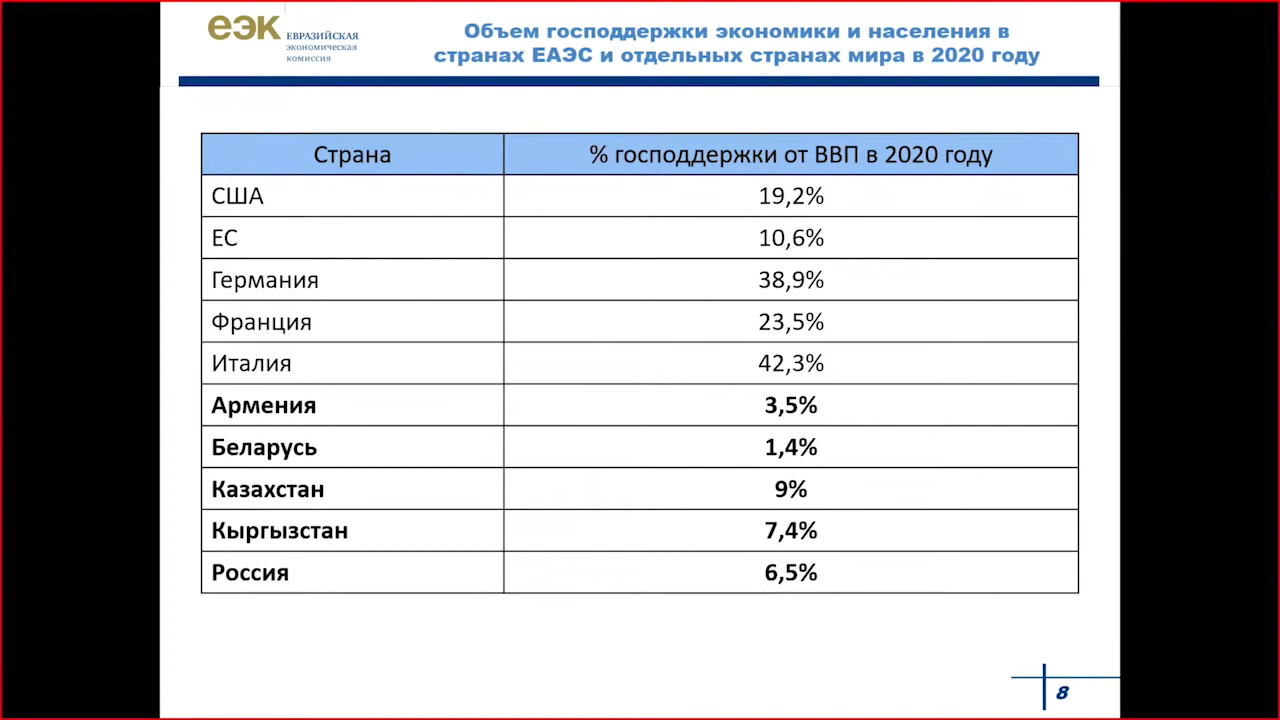 еэк
ЕВРАЗИЙСКАЯ
экономическая
комиссия
Объем господдержки экономики и населения в
странах ЕАЭС и отдельных странах мира в 2020 году
Страна % господдержки от ВВП в 2020 году
США 19,2%
ЕС 10,6%
Германия 38,9%
Франция 23,5%
Италия 42,3%
Армения 3,5%
Беларусь 1,4%
Казахстан 9%
Кыргызстан 7,4%
Россия 6,5%
8